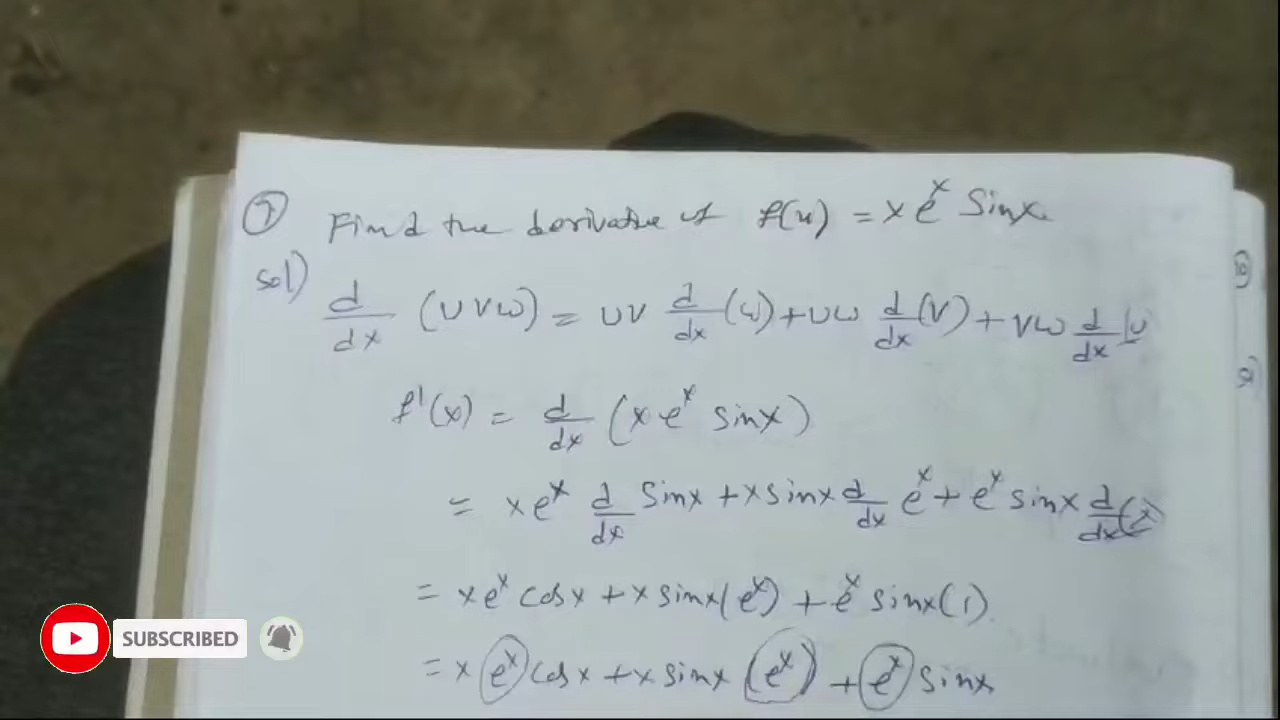 7 Find the derivative of f(x) = x e^x Sinx.
Sol)
d/dx (UVW) = UV d/dx (W) + UW d/dx (V) + VW d/dx (U
f'(x) = d/dx (x e^x sinx)
= x e^x d/dx Sinx + x sinx d/dx e^x + e^x sinx d/dx (x)
= x e^x cosx + x sinx (e^x) + e^x sinx (1)
= x e^x cosx + x sinx (e^x) + e^x sinx
SUBSCRIBED